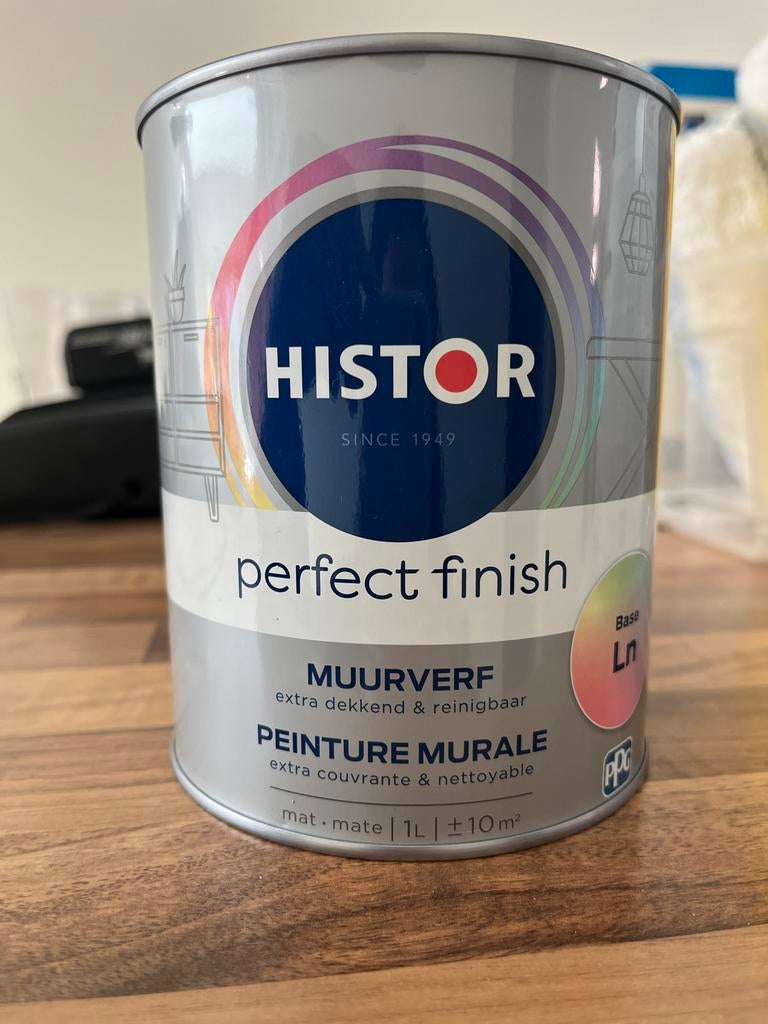 HISTOR
SINCE 1949
perfect finish
Base
Ln
MUURVERF
extra dekkend & reinigbaar
PEINTURE MURALE
extra couvrante & nettoyable
mat · mate | 1L | ±10 m²
PPG